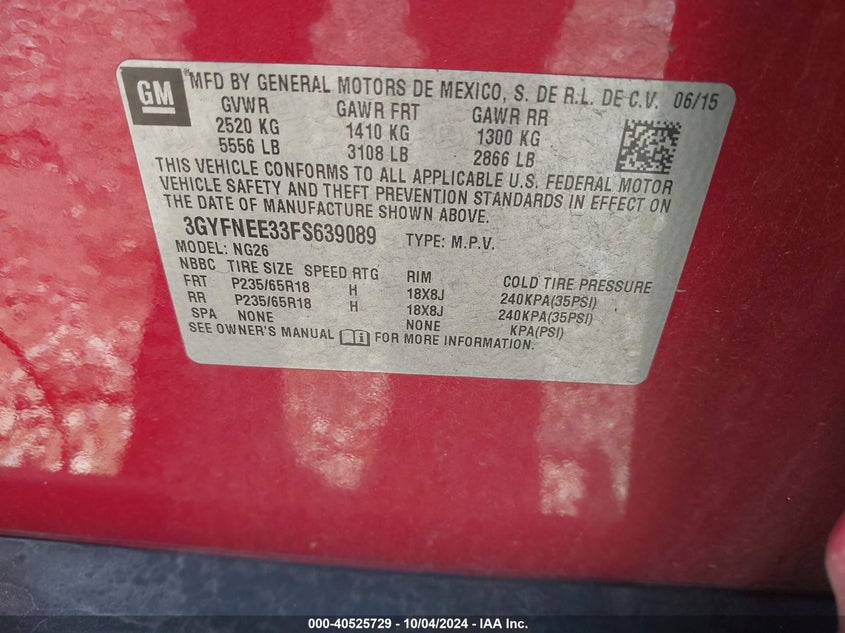 GM
MFD BY GENERAL MOTORS DE MEXICO, S. DE R.L. DE C.V. 06/15
GVWR GAWR FRT GAWR RR
2520 KG 1410 KG 1300 KG
5556 LB 3108 LB 2866 LB
THIS VEHICLE CONFORMS TO ALL APPLICABLE U.S. FEDERAL MOTOR
VEHICLE SAFETY AND THEFT PREVENTION STANDARDS IN EFFECT ON
THE DATE OF MANUFACTURE SHOWN ABOVE.
3GYFNEE33FS639089 TYPE: M.P.V.
MODEL: NG26
NBBC TIRE SIZE SPEED RTG RIM COLD TIRE PRESSURE
FRT P235/65R18 H 18X8J 240KPA(35PSI)
RR P235/65R18 H 18X8J 240KPA(35PSI)
SPA NONE NONE KPA(PSI)
SEE OWNER'S MANUAL FOR MORE INFORMATION.
000-40525729 - 10/04/2024 - IAA Inc.